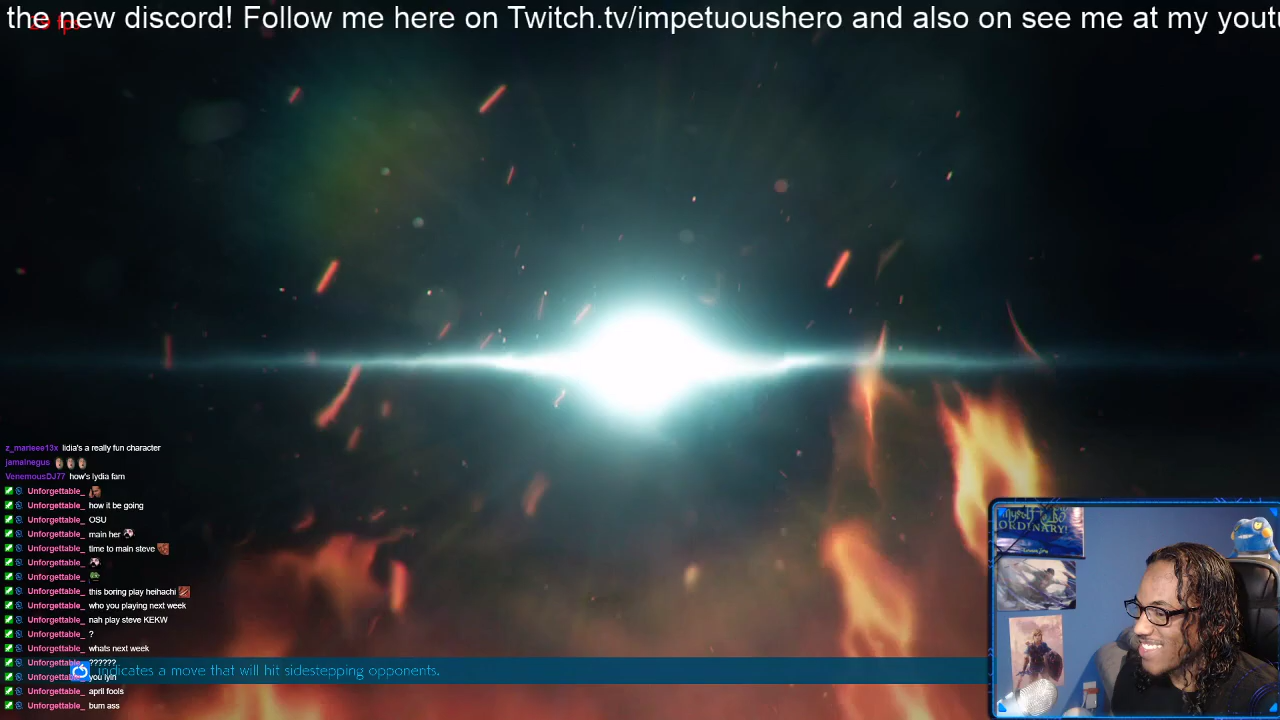 the new discord! Follow me here on Twitch.tv/impetuoushero and also on see me at my yout
z_marieee13x lidia's a really fun character
jamalnegus
VenemousDJ77 how's lydia fam
Unforgettable_
Unforgettable_ how it be going
Unforgettable_ OSU
Unforgettable_ main her
Unforgettable_ time to main steve
Unforgettable_
Unforgettable_
Unforgettable_ this boring play heihachi
Unforgettable_ who you playing next week
Unforgettable_ nah play steve KEKW
Unforgettable_ ?
Unforgettable_ whats next week
Unforgettable_ ??????
indicates a move that will hit sidestepping opponents.
Unforgettable_ you lyin
Unforgettable_ april fools
Unforgettable_ bum ass
ORDINARY!